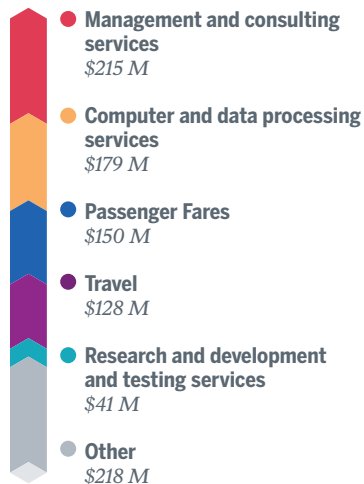 Management and consulting
services
$215 M
Computer and data processing
services
$179 M
Passenger Fares
$150 M
Travel
$128 M
Research and development
and testing services
$41 M
Other
$218 M